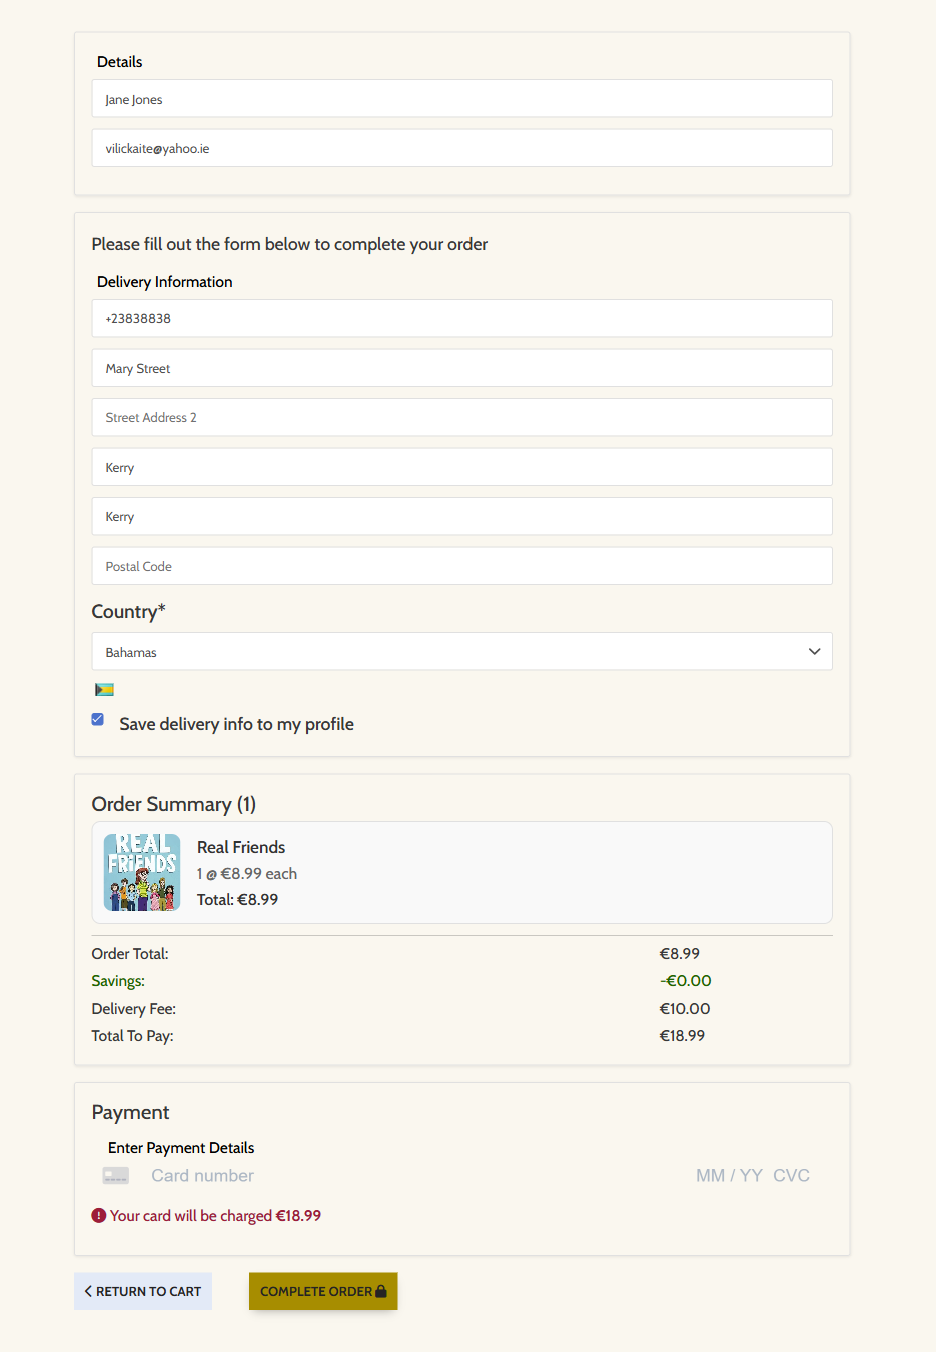 Details
Jane Jones
vilickaite@yahoo.ie
Please fill out the form below to complete your order
Delivery Information
+23838838
Mary Street
Street Address 2
Kerry
Kerry
Postal Code
Country*
Bahamas
Save delivery info to my profile
Order Summary (1)
REAL
FRIENDS
Real Friends
1 @ €8.99 each
Total: €8.99
Order Total: €8.99
Savings: -€0.00
Delivery Fee: €10.00
Total To Pay: €18.99
Payment
Enter Payment Details
Card number MM / YY CVC
Your card will be charged €18.99
RETURN TO CART COMPLETE ORDER